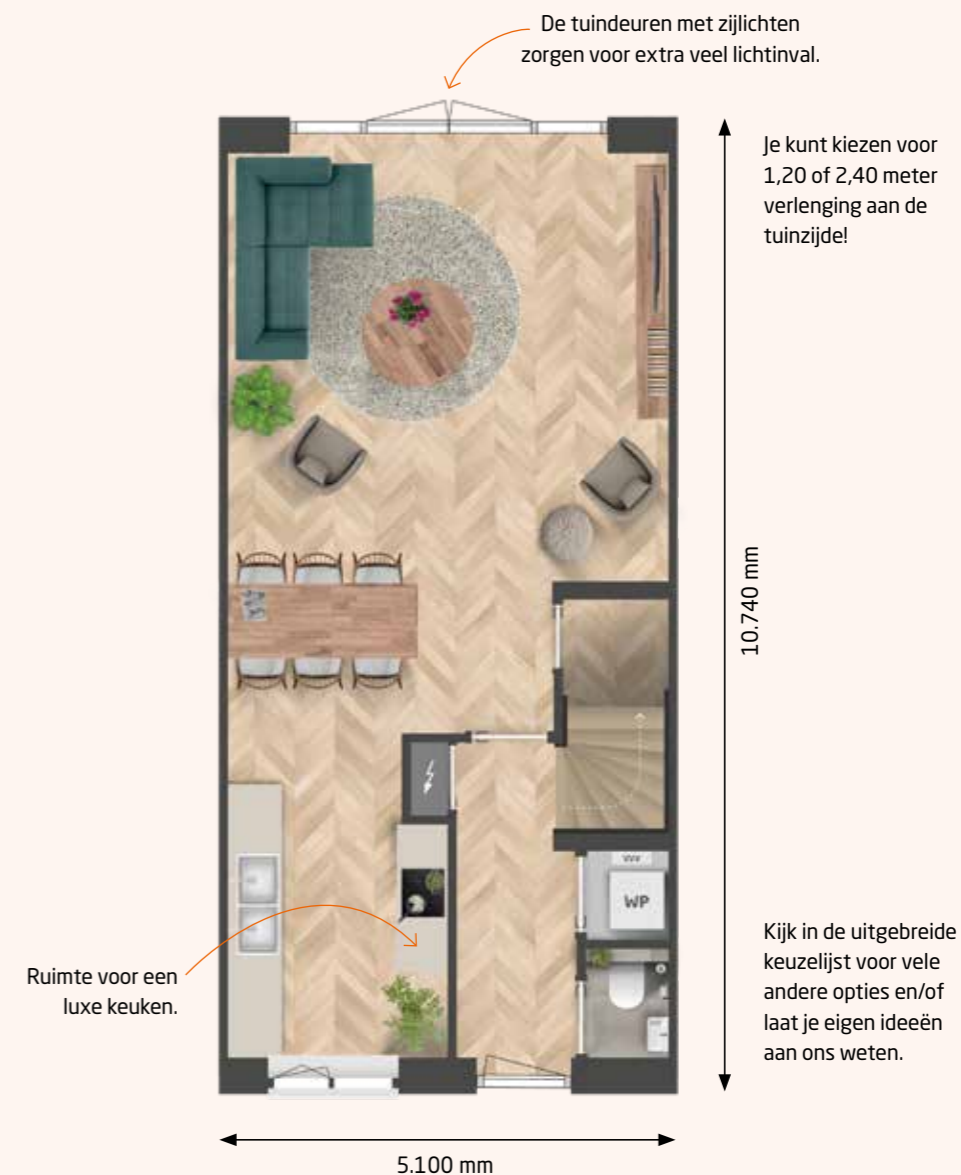 De tuindeuren met zijlichten
zorgen voor extra veel lichtinval.
Je kunt kiezen voor
1,20 of 2,40 meter
verlenging aan de
tuinzijde!
10.740 mm
WP
Ruimte voor een
luxe keuken.
Kijk in de uitgebreide
keuzelijst voor vele
andere opties en/of
laat je eigen ideeën
aan ons weten.
5.100 mm